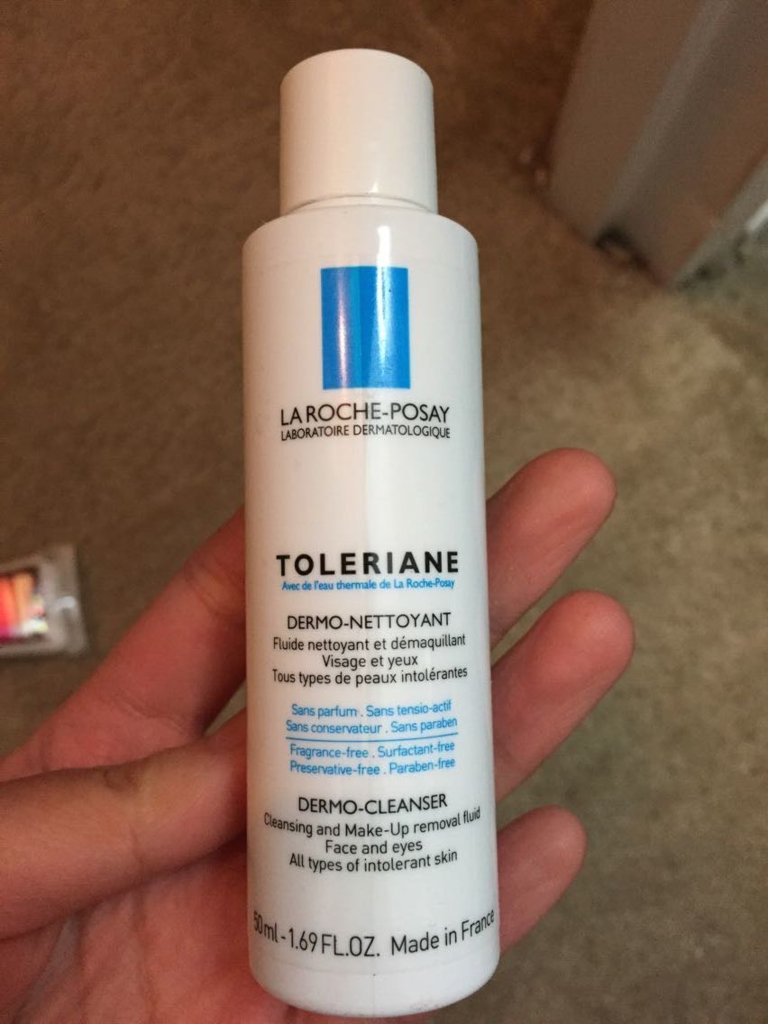 LA ROCHE-POSAY
LABORATOIRE DERMATOLOGIQUE
TOLERIANE
Avec de l'eau thermale de La Roche-Posay
DERMO-NETTOYANT
Fluide nettoyant et démaquillant
Visage et yeux
Tous types de peaux intolérantes
Sans parfum . Sans tensio-actif
Sans conservateur . Sans paraben
Fragrance-free . Surfactant-free
Preservative-free . Paraben-free
DERMO-CLEANSER
Cleansing and Make-Up removal fluid
Face and eyes
All types of intolerant skin
50ml - 1.69 FL.OZ. Made in France